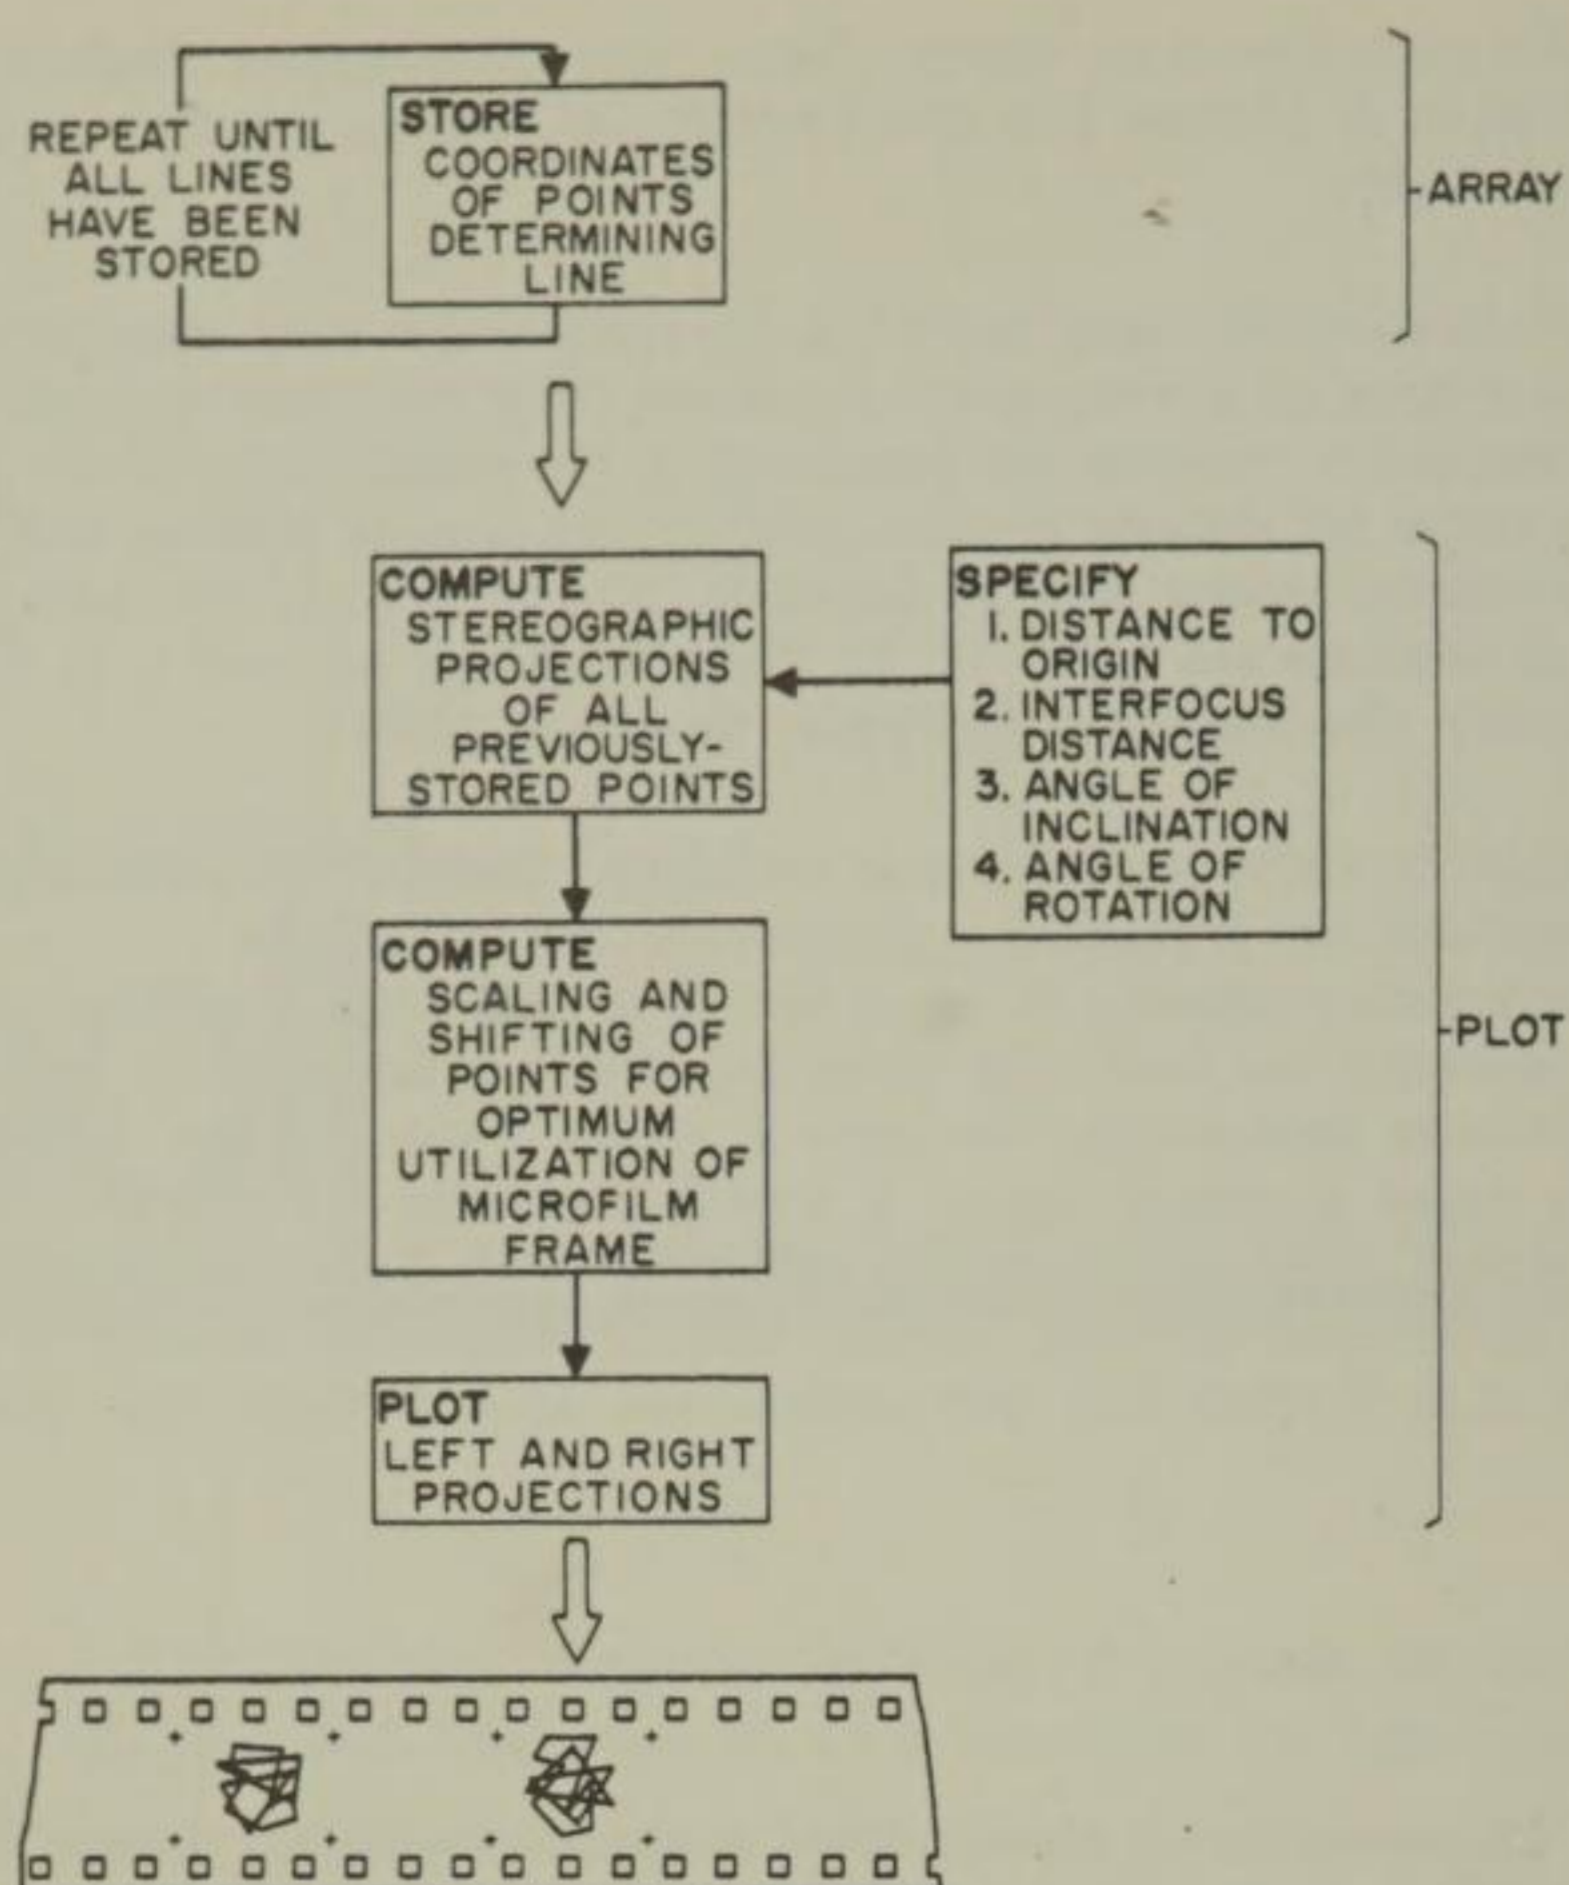 REPEAT UNTIL
ALL LINES
HAVE BEEN
STORED
STORE
COORDINATES
OF POINTS
DETERMINING
LINE
ARRAY
COMPUTE
STEREOGRAPHIC
PROJECTIONS
OF ALL
PREVIOUSLY-
STORED POINTS
SPECIFY
1. DISTANCE TO
ORIGIN
2. INTERFOCUS
DISTANCE
3. ANGLE OF
INCLINATION
4. ANGLE OF
ROTATION
COMPUTE
SCALING AND
SHIFTING OF
POINTS FOR
OPTIMUM
UTILIZATION OF
MICROFILM
FRAME
PLOT
PLOT
LEFT AND RIGHT
PROJECTIONS